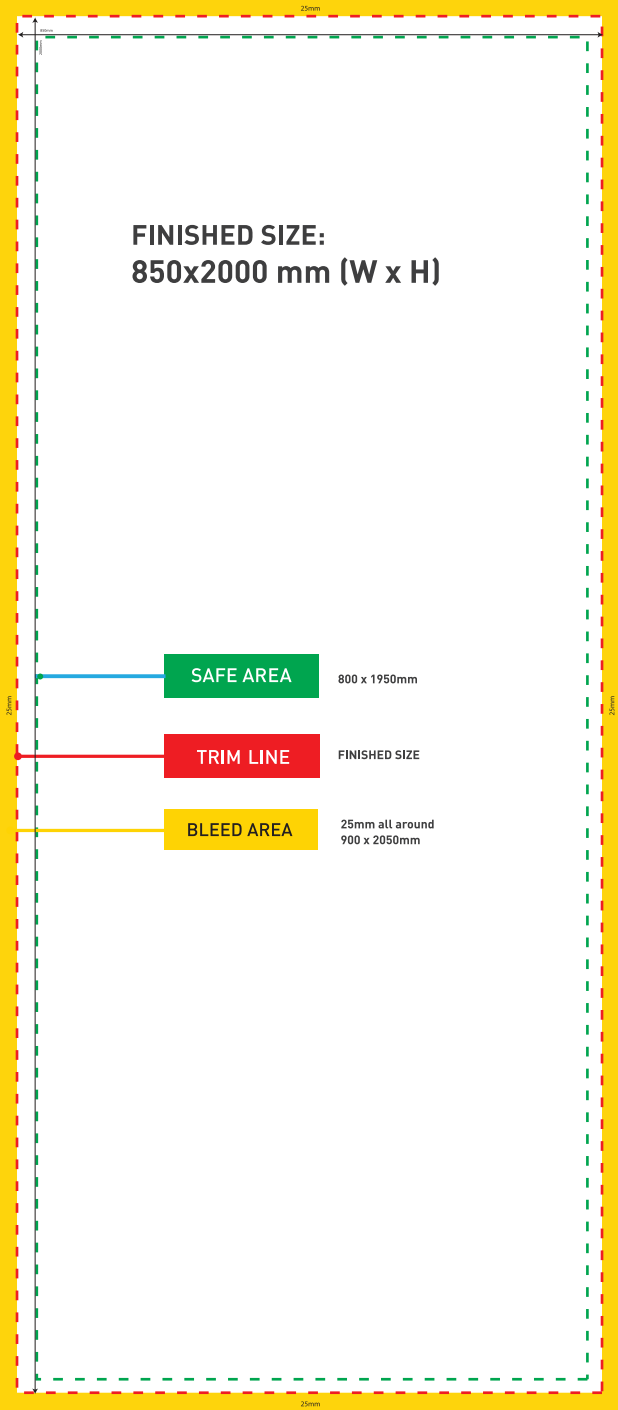 25mm
FINISHED SIZE:
850x2000 mm (W x H)
SAFE AREA
800 x 1950mm
25mm
25mm
TRIM LINE
FINISHED SIZE
BLEED AREA
25mm all around
900 x 2050mm
25mm